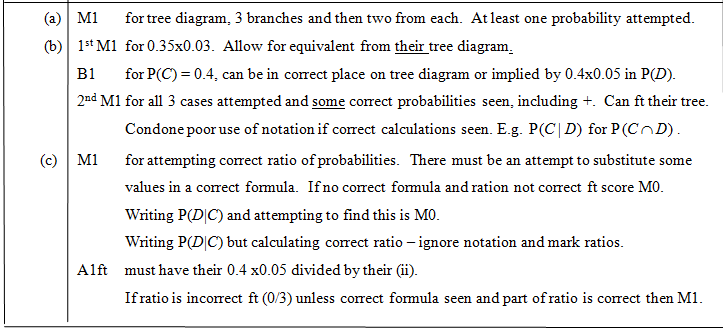 (a) M1 for tree diagram, 3 branches and then two from each. At least one probability attempted.
(b) 1st M1 for 0.35x0.03. Allow for equivalent from their tree diagram.
B1 for P(C) = 0.4, can be in correct place on tree diagram or implied by 0.4x0.05 in P(D).
2nd M1 for all 3 cases attempted and some correct probabilities seen, including +. Can ft their tree.
Condone poor use of notation if correct calculations seen. E.g. P(C | D) for P(C∩D).
(c) M1 for attempting correct ratio of probabilities. There must be an attempt to substitute some
values in a correct formula. If no correct formula and ration not correct ft score M0.
Writing P(D|C) and attempting to find this is M0.
Writing P(D|C) but calculating correct ratio – ignore notation and mark ratios.
A1ft must have their 0.4 x0.05 divided by their (ii).
If ratio is incorrect ft (0/3) unless correct formula seen and part of ratio is correct then M1.